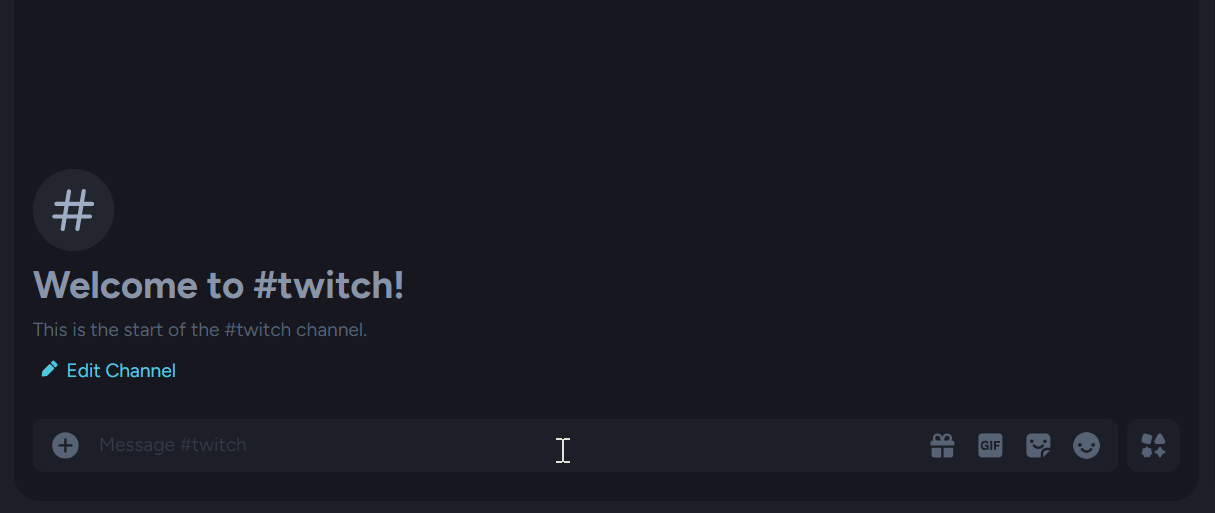 #
Welcome to #twitch!
This is the start of the #twitch channel.
Edit Channel
Message #twitch
GIF